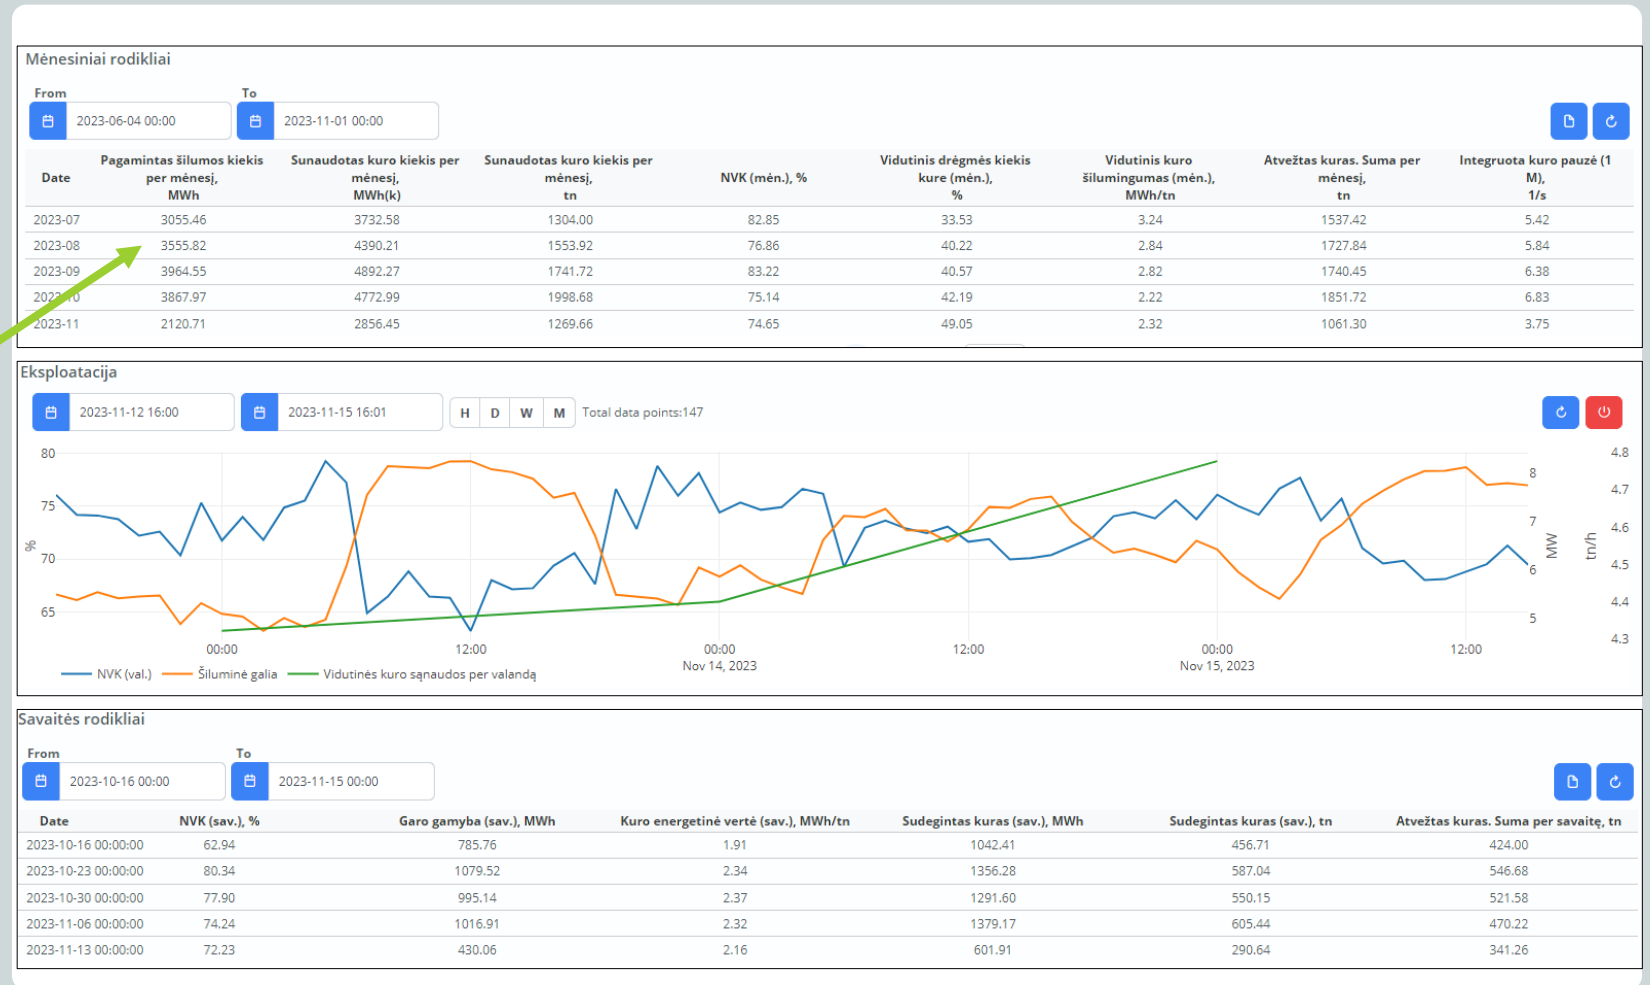 Mėnesiniai rodikliai
From To
2023-06-04 00:00 2023-11-01 00:00
Date Pagamintas šilumos kiekis per mėnesį, MWh Sunaudotas kuro kiekis per mėnesį, MWh(k) Sunaudotas kuro kiekis per mėnesį, tn NVK (mėn.), % Vidutinis drėgmės kiekis kure (mėn.), % Vidutinis kuro šilumingumas (mėn.), MWh/tn Atvežtas kuras. Suma per mėnesį, tn Integruota kuro pauzė (1 M), 1/s
2023-07 3055.46 3732.58 1304.00 82.85 33.53 3.24 1537.42 5.42
2023-08 3555.82 4390.21 1553.92 76.86 40.22 2.84 1727.84 5.84
2023-09 3964.55 4892.27 1741.72 83.22 40.57 2.82 1740.45 6.38
2023-10 3867.97 4772.99 1998.68 75.14 42.19 2.22 1851.72 6.83
2023-11 2120.71 2856.45 1269.66 74.65 49.05 2.32 1061.30 3.75
Eksploatacija
2023-11-12 16:00 2023-11-15 16:01 H D W M Total data points:147
80
75
70
65
%
8
7
6
5
MW
4.8
4.7
4.6
4.5
4.4
4.3
tn/h
00:00 12:00 00:00 12:00 00:00 12:00
Nov 14, 2023 Nov 15, 2023
NVK (val.) Šiluminė galia Vidutinės kuro sąnaudos per valandą
Savaitės rodikliai
From To
2023-10-16 00:00 2023-11-15 00:00
Date NVK (sav.), % Garo gamyba (sav.), MWh Kuro energetinė vertė (sav.), MWh/tn Sudegintas kuras (sav.), MWh Sudegintas kuras (sav.), tn Atvežtas kuras. Suma per savaitę, tn
2023-10-16 00:00:00 62.94 785.76 1.91 1042.41 456.71 424.00
2023-10-23 00:00:00 80.34 1079.52 2.34 1356.28 587.04 546.68
2023-10-30 00:00:00 77.90 995.14 2.37 1291.60 550.15 521.58
2023-11-06 00:00:00 74.24 1016.91 2.32 1379.17 605.44 470.22
2023-11-13 00:00:00 72.23 430.06 2.16 601.91 290.64 341.26